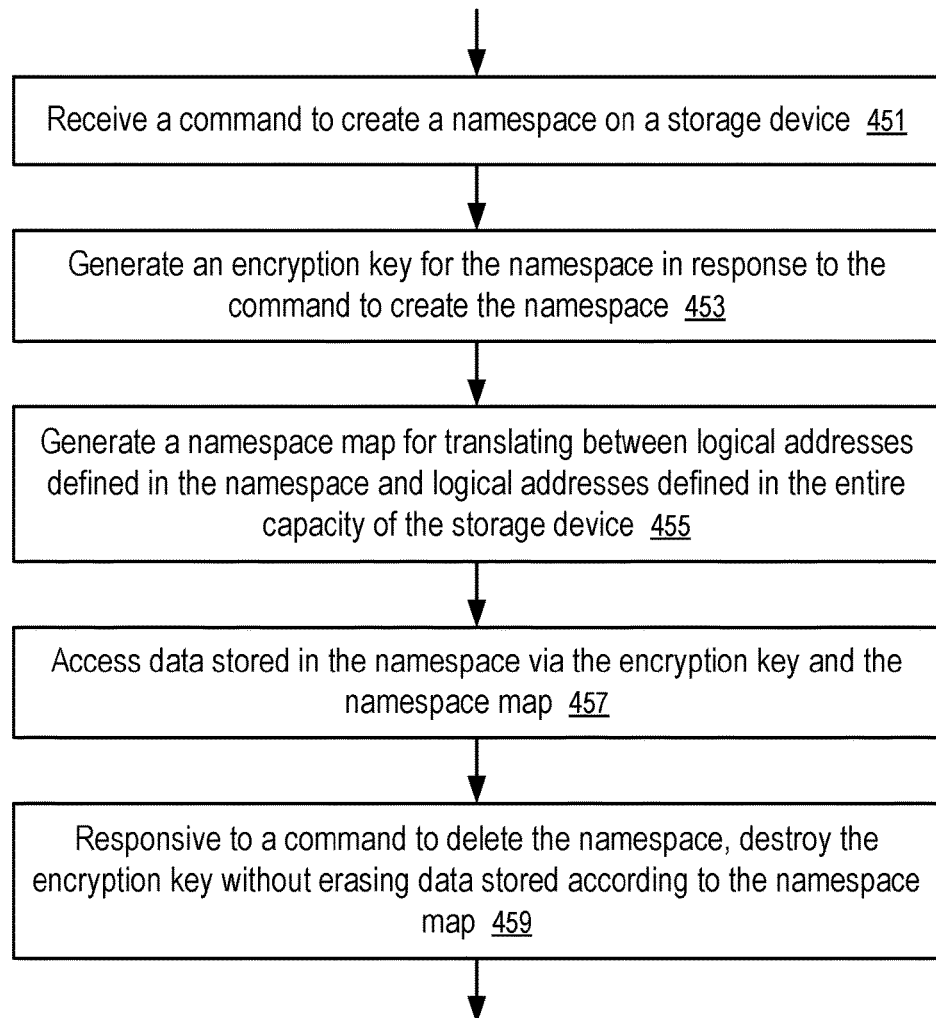 Receive a command to create a namespace on a storage device 451
Generate an encryption key for the namespace in response to the
command to create the namespace 453
Generate a namespace map for translating between logical addresses
defined in the namespace and logical addresses defined in the entire
capacity of the storage device 455
Access data stored in the namespace via the encryption key and the
namespace map 457
Responsive to a command to delete the namespace, destroy the
encryption key without erasing data stored according to the namespace
map 459